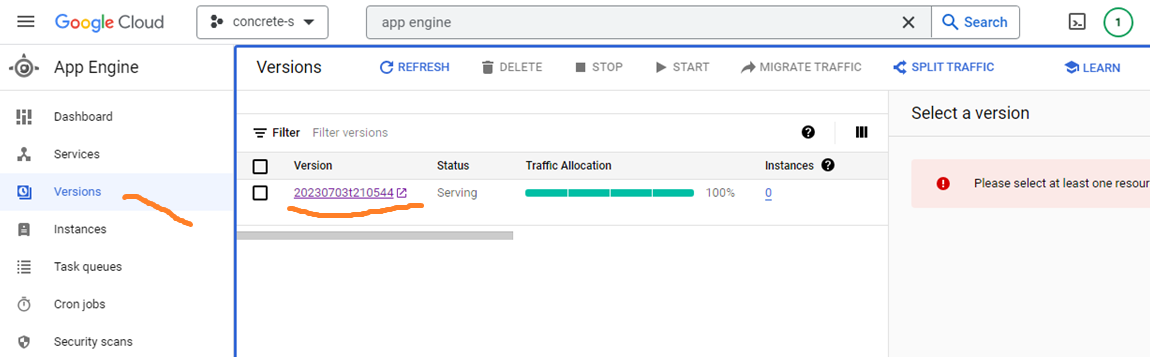 Google Cloud
concrete-s
app engine
Search
1
App Engine
Versions
REFRESH
DELETE
STOP
START
MIGRATE TRAFFIC
SPLIT TRAFFIC
LEARN
Dashboard
Services
Versions
Instances
Task queues
Cron jobs
Security scans
Filter
Filter versions
?
Version
Status
Traffic Allocation
Instances
?
20230703t210544
Serving
100%
0
Select a version
!
Please select at least one resour